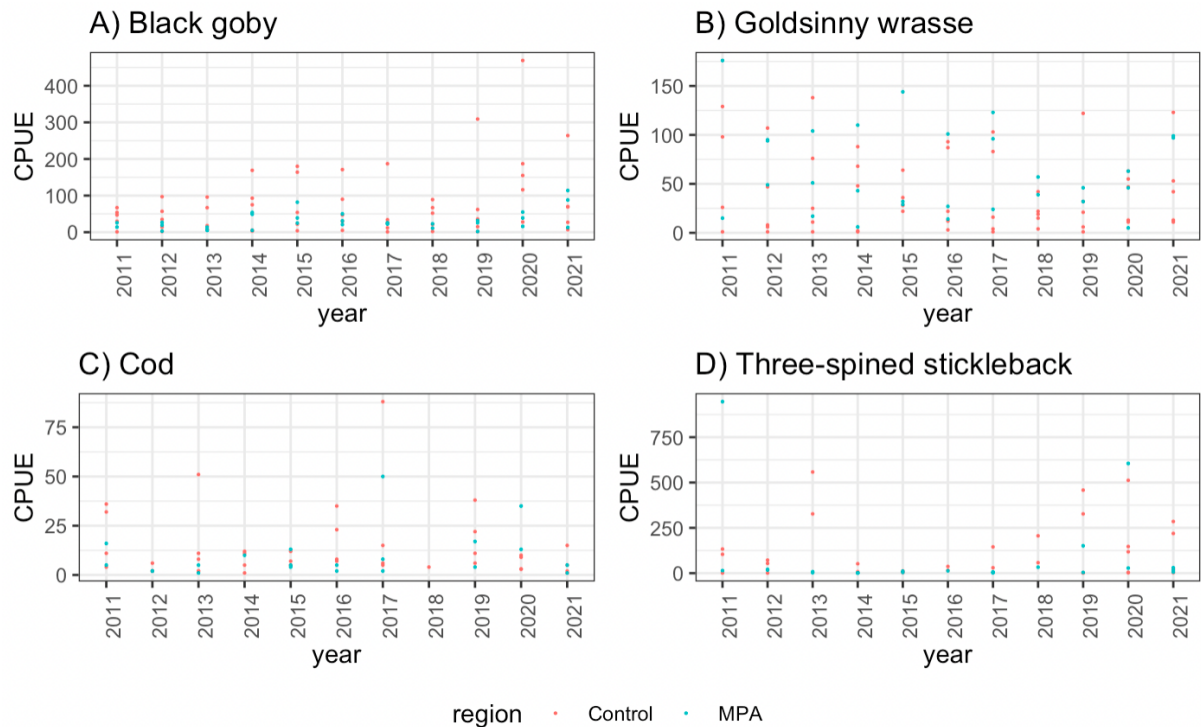 A) Black goby
CPUE
400
300
200
100
0
2011 2012 2013 2014 2015 2016 2017 2018 2019 2020 2021
year
B) Goldsinny wrasse
CPUE
150
100
50
0
2011 2012 2013 2014 2015 2016 2017 2018 2019 2020 2021
year
C) Cod
CPUE
75
50
25
0
2011 2012 2013 2014 2015 2016 2017 2018 2019 2020 2021
year
D) Three-spined stickleback
CPUE
750
500
250
0
2011 2012 2013 2014 2015 2016 2017 2018 2019 2020 2021
year
region Control MPA